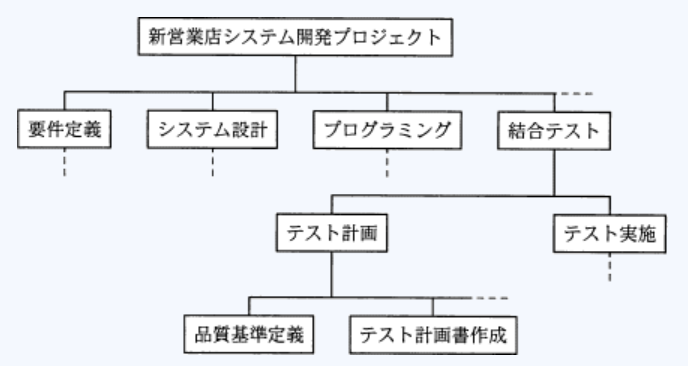 新営業店システム開発プロジェクト
要件定義
システム設計
プログラミング
結合テスト
テスト計画
テスト実施
品質基準定義
テスト計画書作成